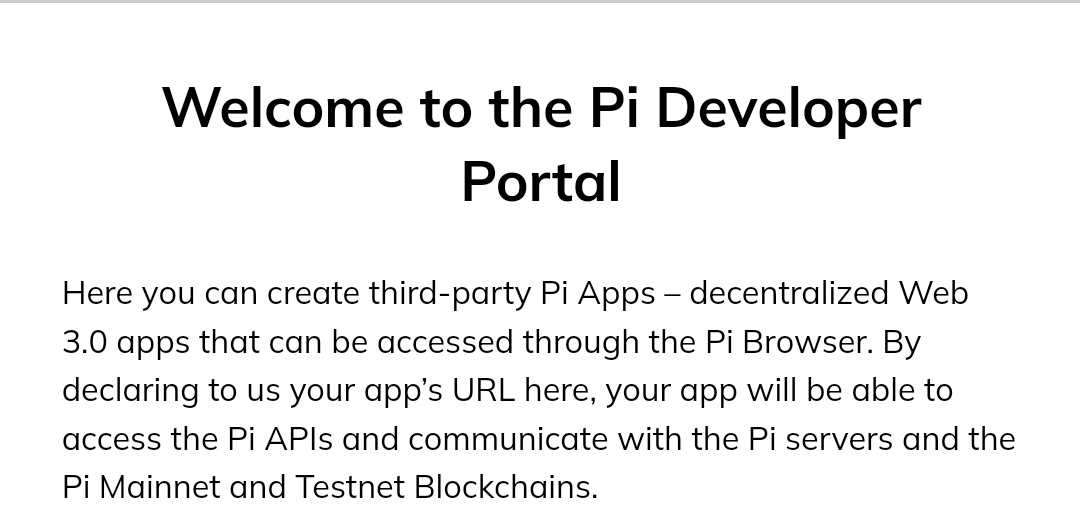 Welcome to the Pi Developer
Portal
Here you can create third-party Pi Apps – decentralized Web
3.0 apps that can be accessed through the Pi Browser. By
declaring to us your app’s URL here, your app will be able to
access the Pi APIs and communicate with the Pi servers and the
Pi Mainnet and Testnet Blockchains.